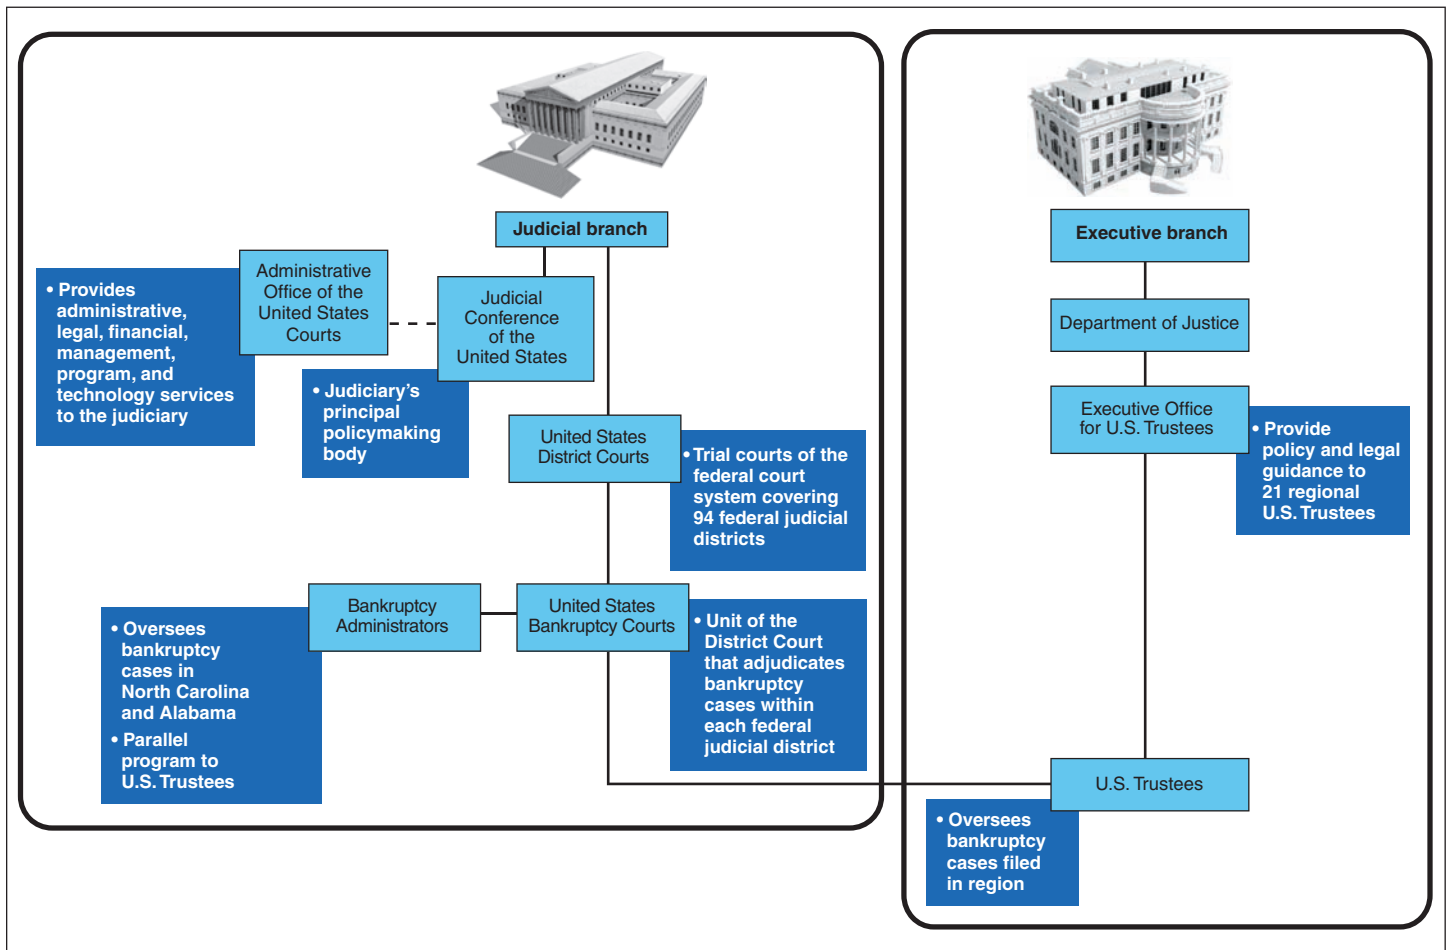 Judicial branch
Administrative
Office of the
United States
Courts
• Provides
administrative,
legal, financial,
management,
program, and
technology services
to the judiciary
Judicial
Conference
of the
United States
• Judiciary’s
principal
policymaking
body
United States
District Courts
• Trial courts of the
federal court
system covering
94 federal judicial
districts
Bankruptcy
Administrators
• Oversees
bankruptcy
cases in
North Carolina
and Alabama
• Parallel
program to
U.S. Trustees
United States
Bankruptcy Courts
• Unit of the
District Court
that adjudicates
bankruptcy
cases within
each federal
judicial district
Executive branch
Department of Justice
Executive Office
for U.S. Trustees
• Provide
policy and legal
guidance to
21 regional
U.S. Trustees
U.S. Trustees
• Oversees
bankruptcy
cases filed
in region